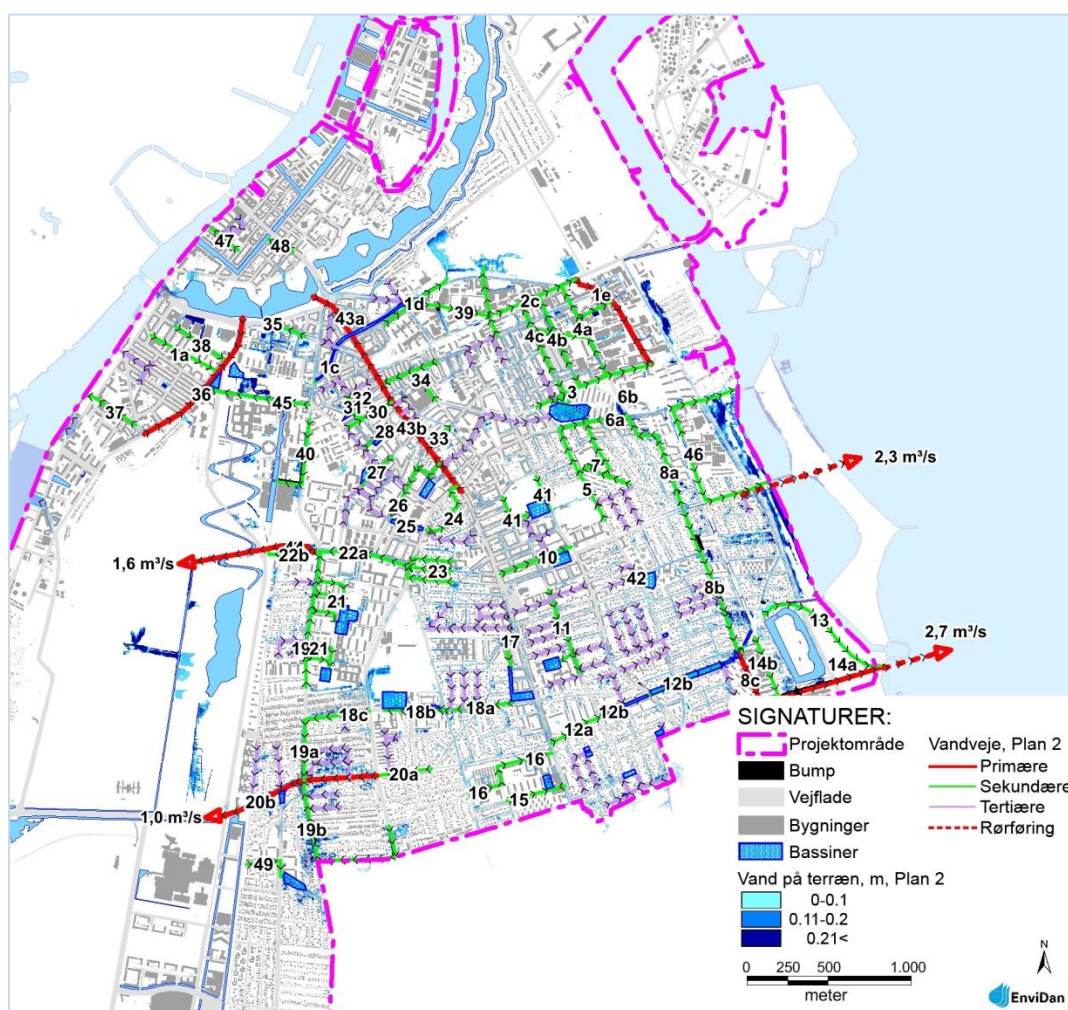 47
48
43a
35
38
1a
36
37
45
1c
1d
39
2c
1e
4a
4c
4b
3
34
22
31
30
28
43b
33
27
26
25
24
40
6b
6a
7
5
8a
46
41
41
2,3 m³/s
44
22b
22a
23
1,6 m³/s
10
42
8b
21
1921
17
11
13
2,7 m³/s
14b
14a
8c
12b
12b
18c
18b
18a
12a
16
16
15
19a
20a
20b
1,0 m³/s
19b
49
SIGNATURER:
Projektområde
Bump
Vejflade
Bygninger
Bassiner
Vandveje, Plan 2
Primære
Sekundære
Tertiære
Rørføring
Vand på terræn, m, Plan 2
0-0.1
0.11-0.2
0.21<
0 250 500 1.000
meter
N
EnviDan